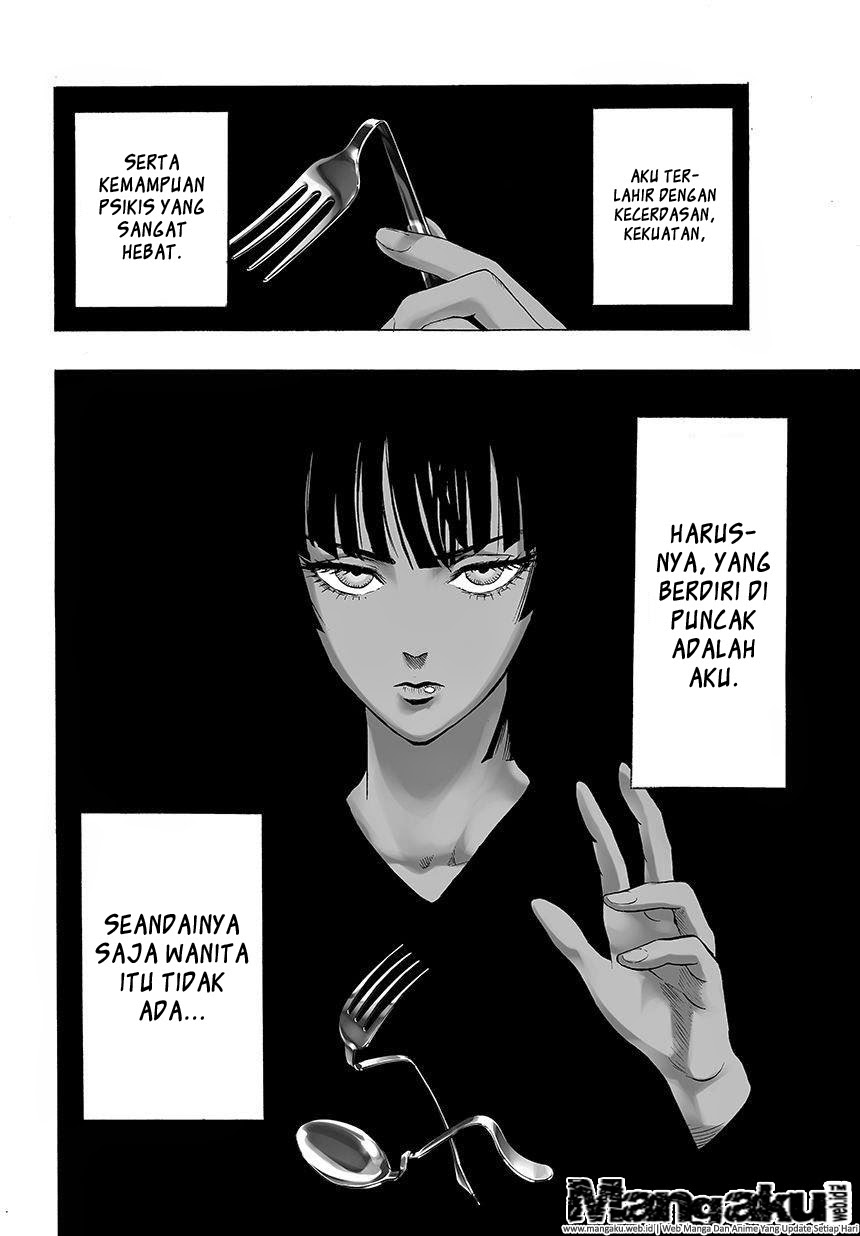 AKU TER-
LAHIR DENGAN
KECERDASAN,
KEKUATAN,
SERTA
KEMAMPUAN
PSIKIS YANG
SANGAT
HEBAT.
HARUS-
NYA, YANG
BERDIRI DI
PUNCAK
ADALAH
AKU.
SEANDAINYA
SAJA WANITA
ITU TIDAK
ADA...
Mangaku
www.mangaku.web.id | Web Manga Dan Anime Yang Update Setiap Hari